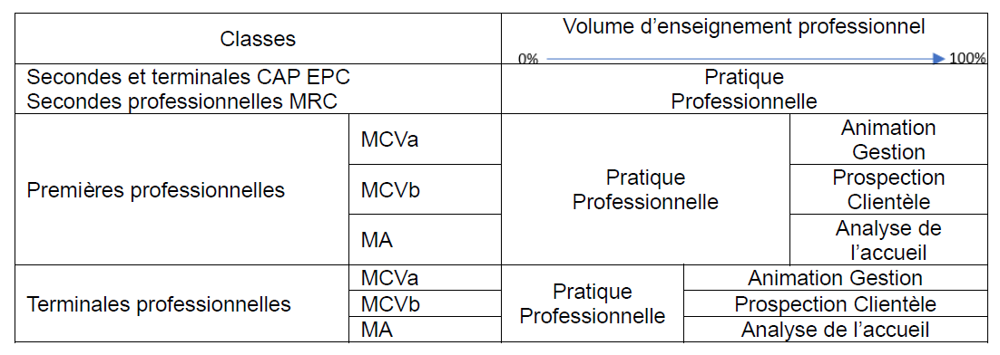 Classes
Volume d’enseignement professionnel
0% 100%
Secondes et terminales CAP EPC
Secondes professionnelles MRC
Pratique
Professionnelle
Premières professionnelles
MCVa
MCVb
MA
Pratique
Professionnelle
Animation
Gestion
Prospection
Clientèle
Analyse de
l’accueil
Terminales professionnelles
MCVa
MCVb
MA
Pratique
Professionnelle
Animation Gestion
Prospection Clientèle
Analyse de l’accueil